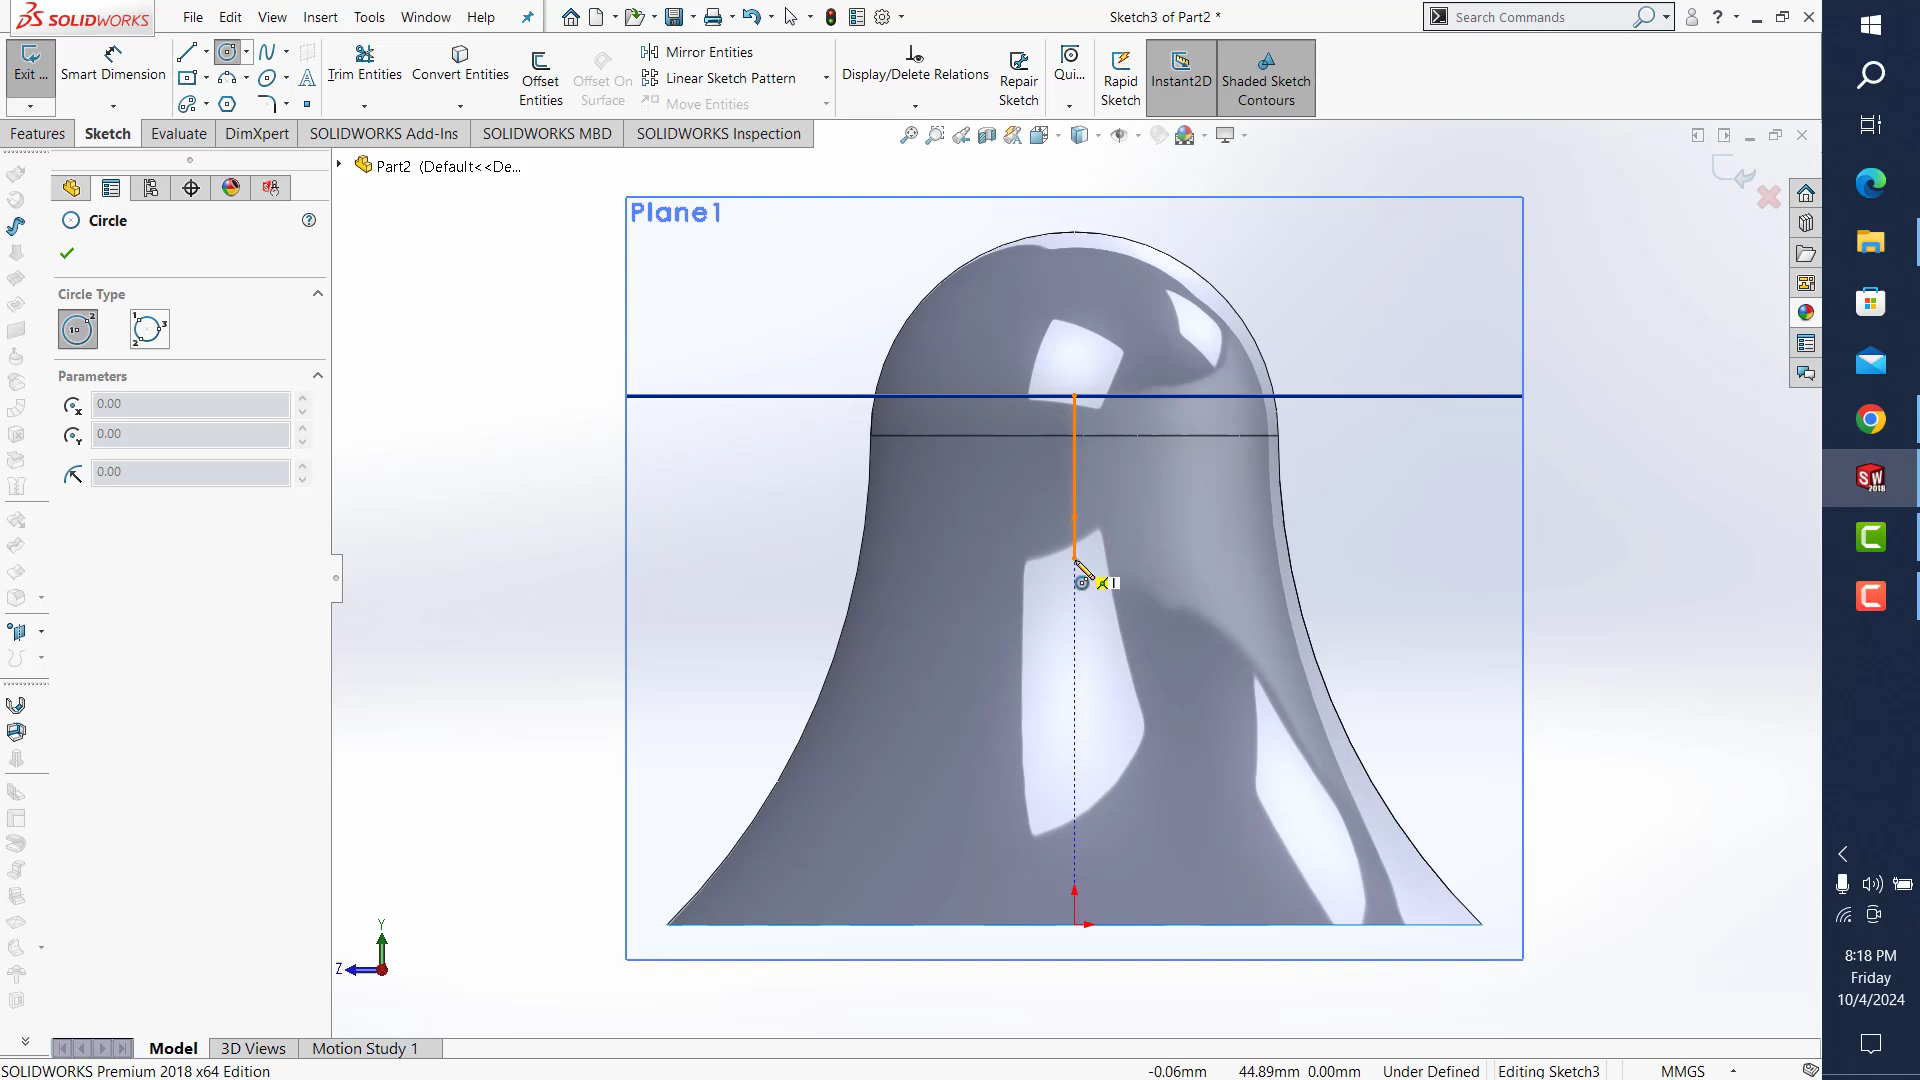 SOLIDWORKS
File Edit View Insert Tools Window Help
Sketch3 of Part2 *
Search Commands
Exit ...
Smart Dimension
Trim Entities
Convert Entities
Offset
Entities
Offset On
Surface
Mirror Entities
Linear Sketch Pattern
Move Entities
Display/Delete Relations
Repair
Sketch
Qui...
Rapid
Sketch
Instant2D
Shaded Sketch
Contours
Features Sketch Evaluate DimXpert SOLIDWORKS Add-Ins SOLIDWORKS MBD SOLIDWORKS Inspection
Part2 (Default<<De...
Circle
Circle Type
Parameters
0.00
0.00
0.00
Plane1
Y
Z
SW
2018
8:18 PM
Friday
10/4/2024
Model 3D Views Motion Study 1
SOLIDWORKS Premium 2018 x64 Edition
-0.06mm 44.89mm 0.00mm Under Defined Editing Sketch3 MMGS